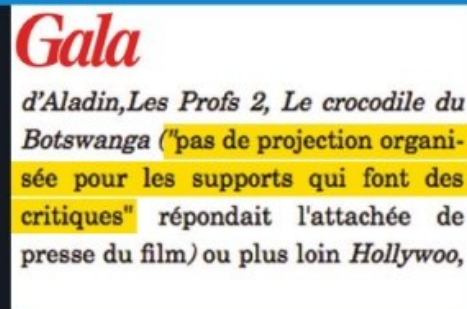 Gala
d'Aladin,Les Profs 2, Le crocodile du
Botswanga ("pas de projection organi-
sée pour les supports qui font des
critiques" répondait l'attachée de
presse du film) ou plus loin Hollywoo,